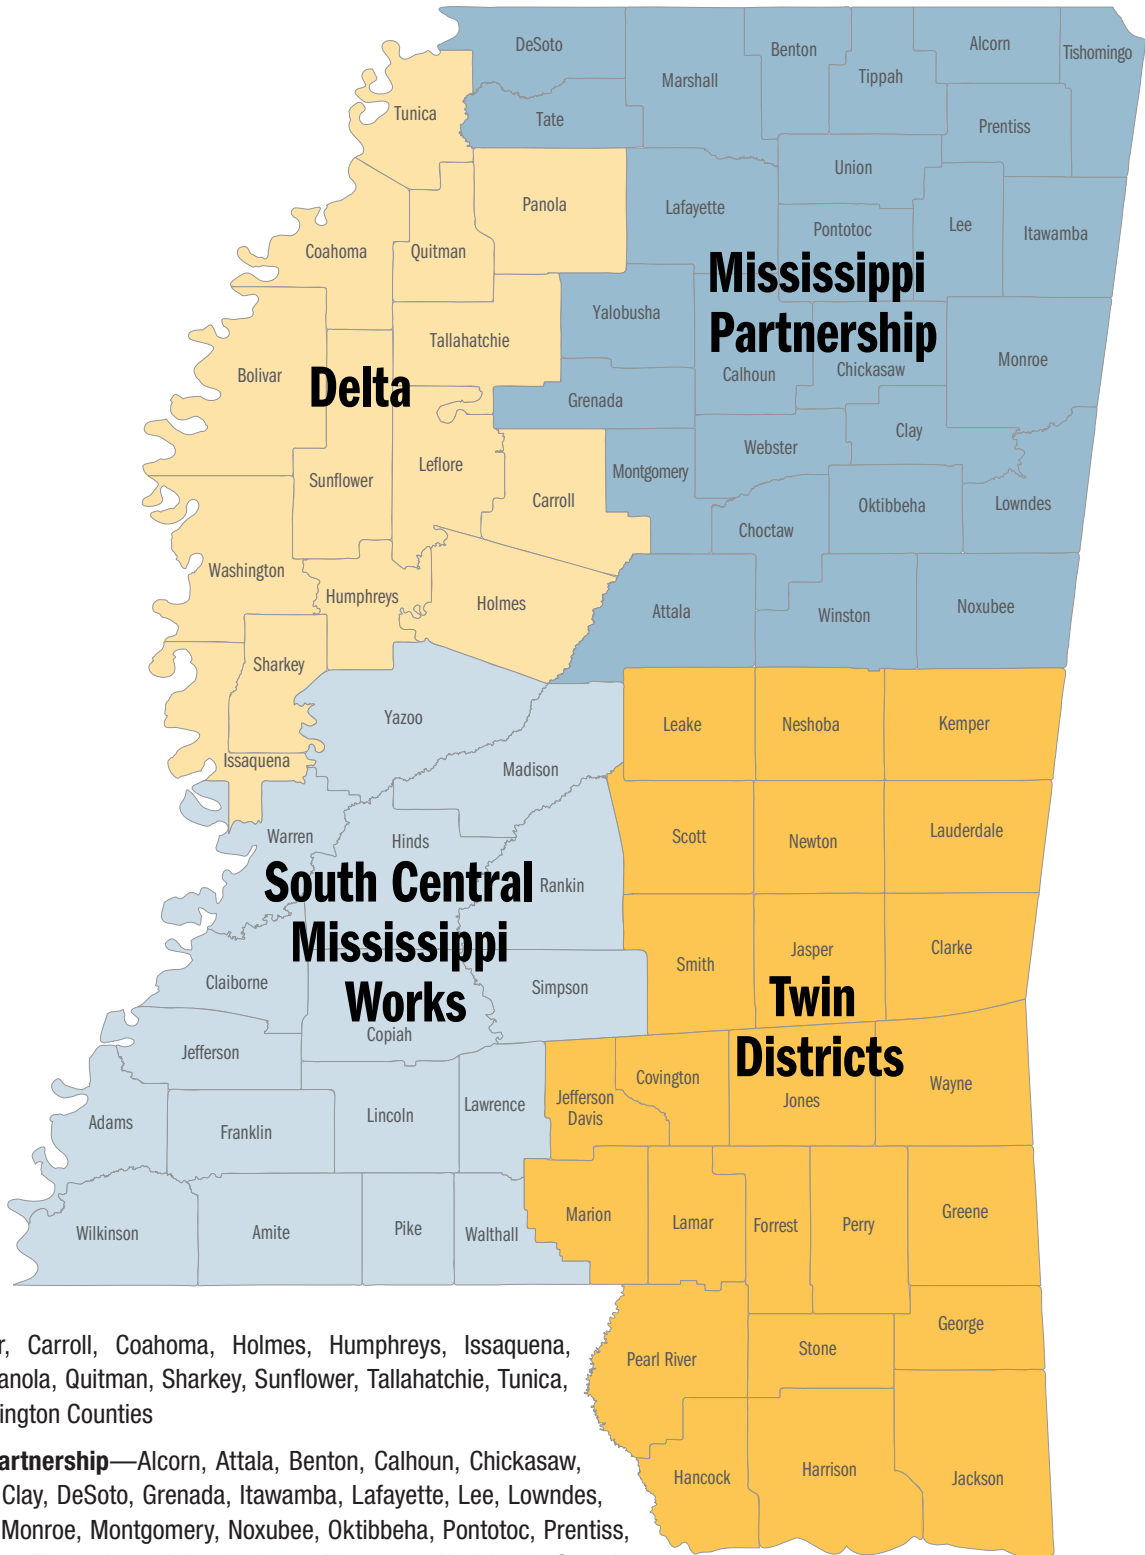 DeSoto
Marshall
Benton
Tippah
Alcorn
Tishomingo
Tunica
Tate
Prentiss
Union
Panola
Lafayette
Pontotoc
Lee
Itawamba
Coahoma
Quitman
Mississippi
Partnership
Yalobusha
Tallahatchie
Bolivar
Delta
Calhoun
Chickasaw
Monroe
Grenada
Leflore
Sunflower
Carroll
Montgomery
Webster
Clay
Oktibbeha
Lowndes
Choctaw
Washington
Humphreys
Holmes
Attala
Winston
Noxubee
Sharkey
Yazoo
Leake
Neshoba
Kemper
Issaquena
Madison
Warren
Hinds
Scott
Newton
Lauderdale
South Central
Mississippi
Works
Rankin
Claiborne
Simpson
Smith
Jasper
Clarke
Copiah
Twin
Districts
Jefferson
Covington
Jones
Wayne
Jefferson
Davis
Adams
Franklin
Lincoln
Lawrence
Wilkinson
Amite
Pike
Walthall
Marion
Lamar
Forrest
Perry
Greene
George
Pearl River
Stone
Hancock
Harrison
Jackson
r, Carroll, Coahoma, Holmes, Humphreys, Issaquena,
anola, Quitman, Sharkey, Sunflower, Tallahatchie, Tunica,
ington Counties
artnership—Alcorn, Attala, Benton, Calhoun, Chickasaw,
Clay, DeSoto, Grenada, Itawamba, Lafayette, Lee, Lowndes,
Monroe, Montgomery, Noxubee, Oktibbeha, Pontotoc, Prentiss,